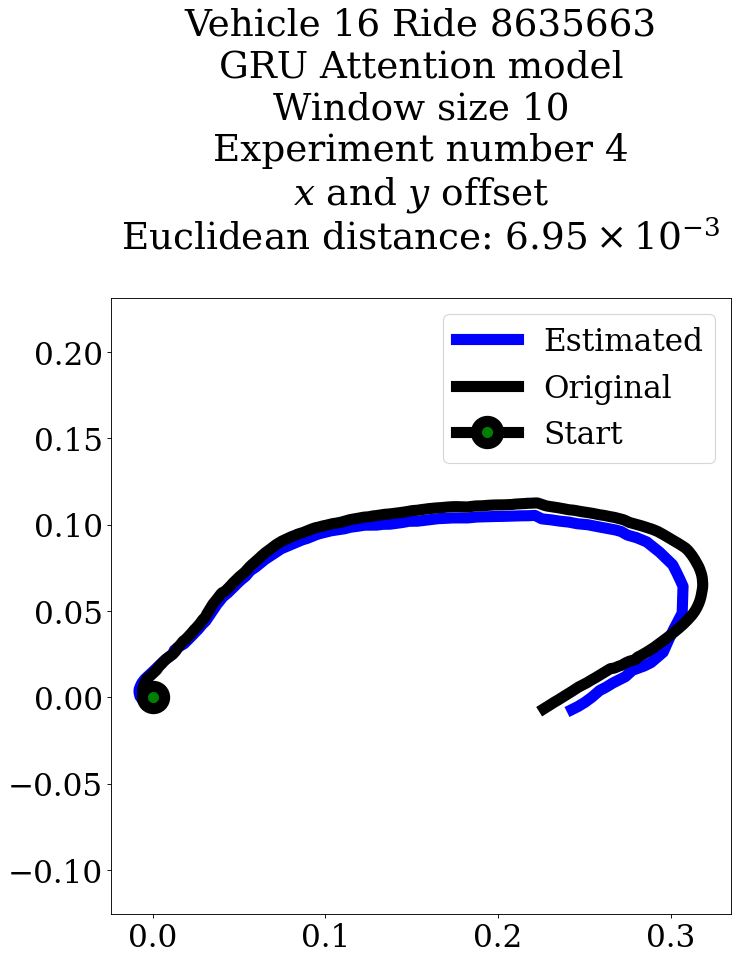 Vehicle 16 Ride 8635663
GRU Attention model
Window size 10
Experiment number 4
x and y offset
Euclidean distance: 6.95 × 10⁻³
Estimated
Original
Start
0.20
0.15
0.10
0.05
0.00
−0.05
−0.10
0.0 0.1 0.2 0.3